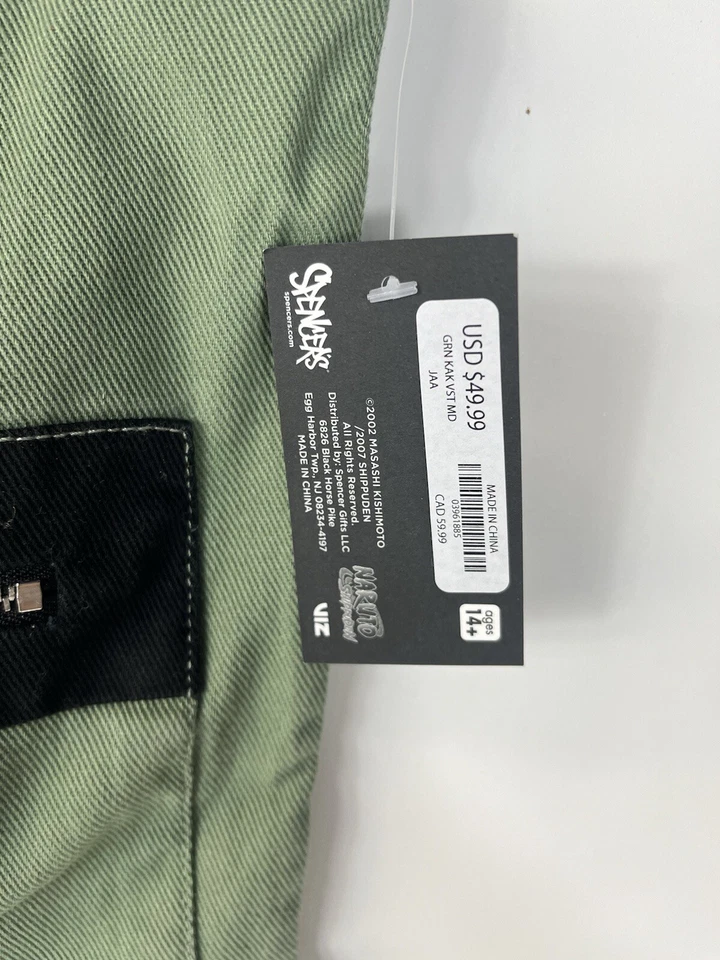 SPENCERS
spencers.com
©2002 MASASHI KISHIMOTO
/2007 SHIPPUDEN
All Rights Reserved.
Distributed by: Spencer Gifts LLC
6826 Black Horse Pike
Egg Harbor Twp., NJ 08234-4197
MADE IN CHINA
NARUTO
SHIPPUDEN
VIZ
USD $49.99
GRN KAK VST MD
JAA
MADE IN CHINA
03961885
CAD 59.99
ages
14+